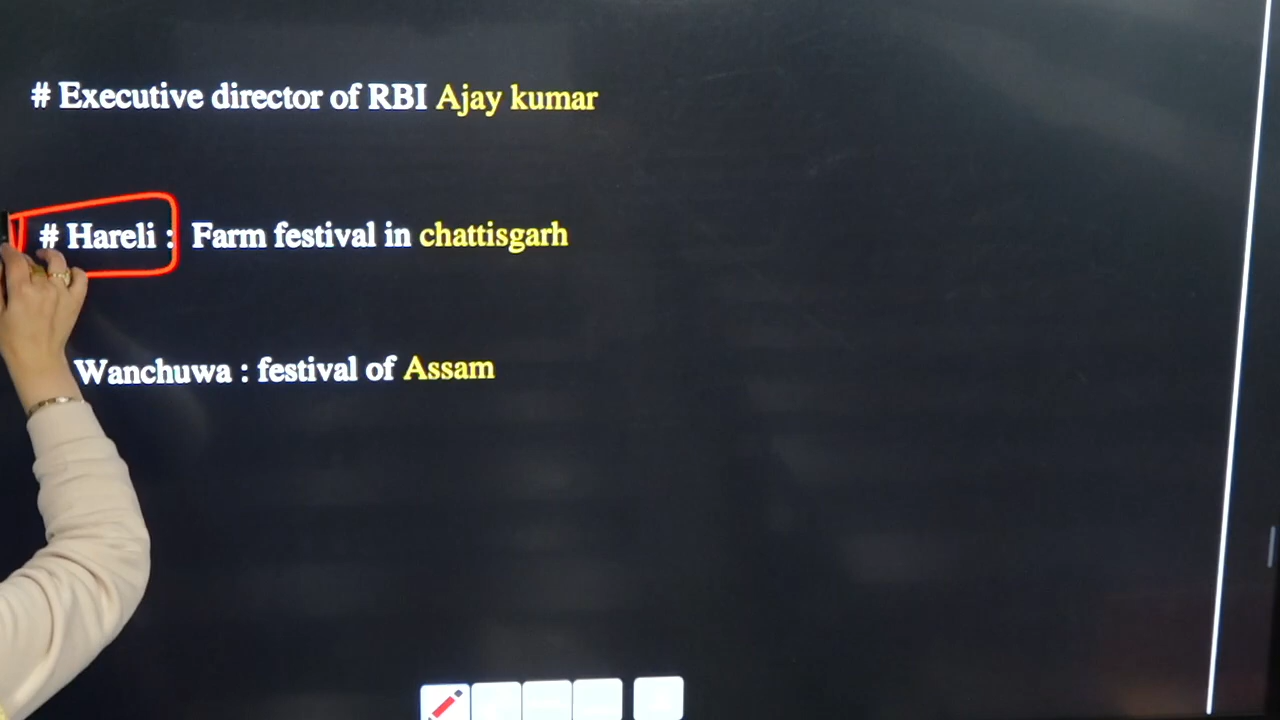 # Executive director of RBI Ajay kumar
# Hareli : Farm festival in chattisgarh
Wanchuwa : festival of Assam